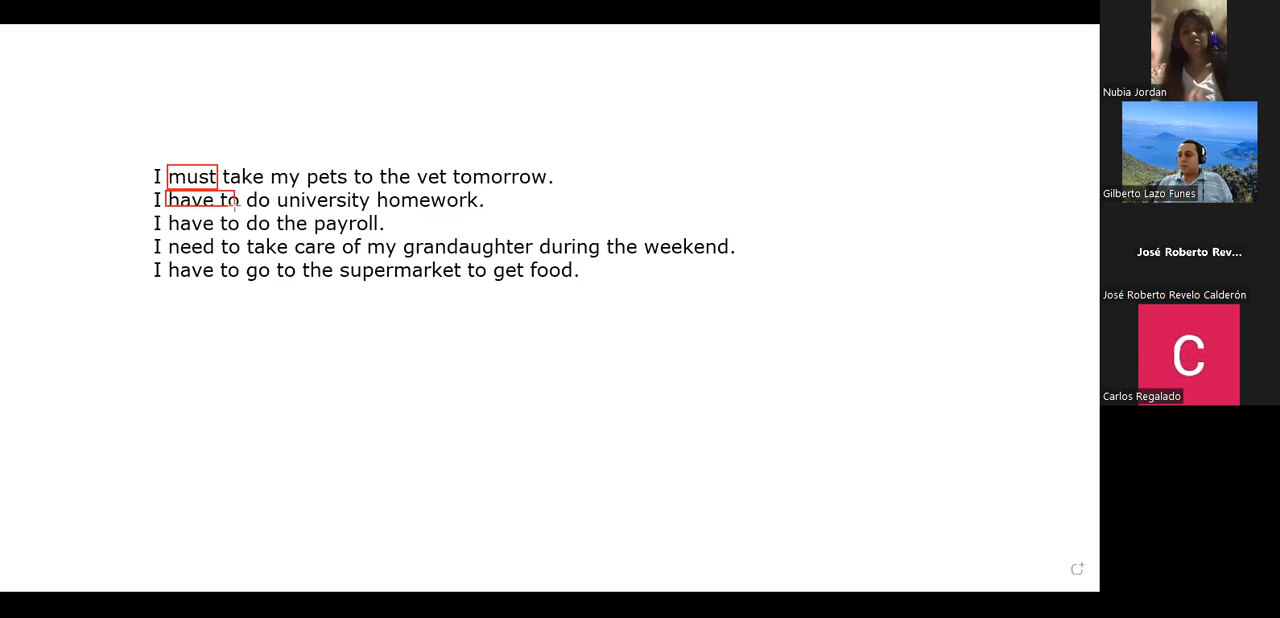 I must take my pets to the vet tomorrow.
I have to do university homework.
I have to do the payroll.
I need to take care of my grandaughter during the weekend.
I have to go to the supermarket to get food.
Nubia Jordan
Gilberto Lazo Funes
José Roberto Rev...
José Roberto Revelo Calderón
C
Carlos Regalado